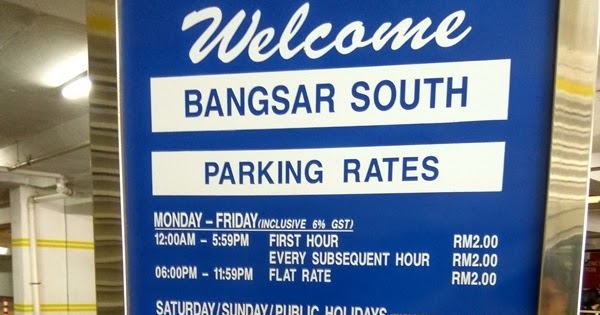 Welcome
BANGSAR SOUTH
PARKING RATES
MONDAY – FRIDAY (INCLUSIVE 6% GST)
12:00AM – 5:59PM FIRST HOUR RM2.00
EVERY SUBSEQUENT HOUR RM2.00
06:00PM – 11:59PM FLAT RATE RM2.00
SATURDAY/SUNDAY/PUBLIC HOLIDAYS